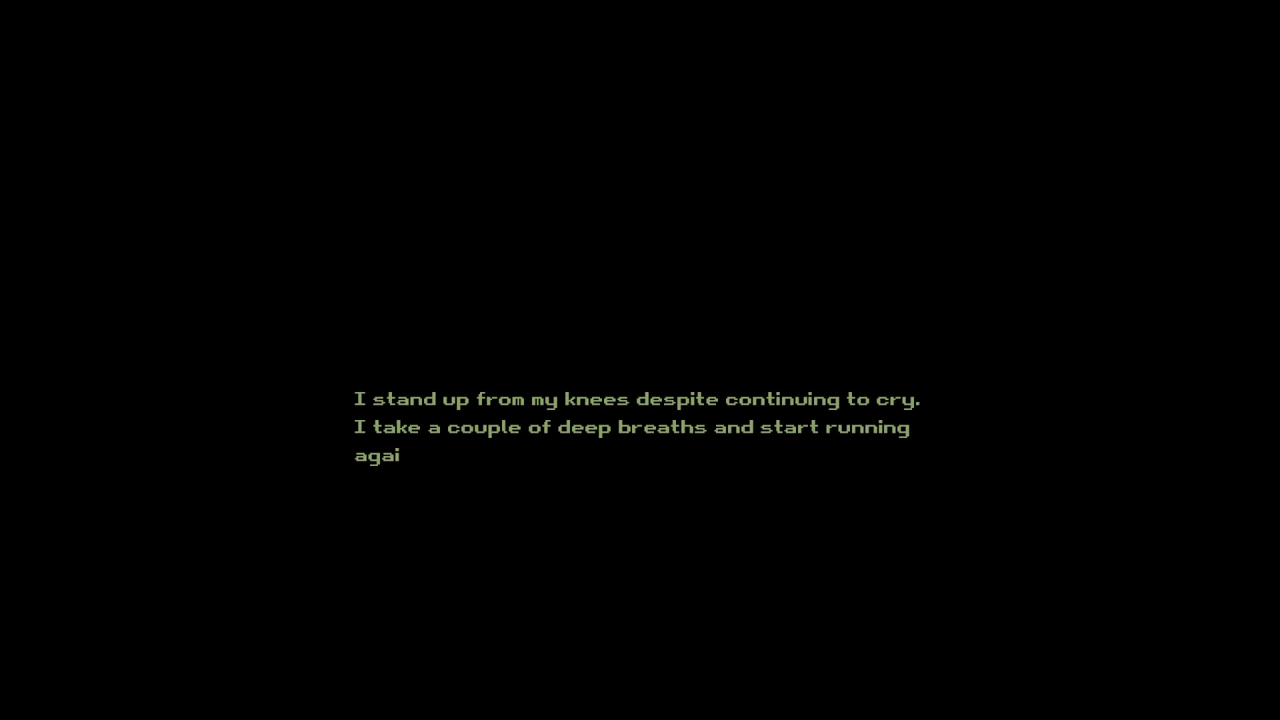 I stand up from my knees despite continuing to cry.
I take a couple of deep breaths and start running
agai